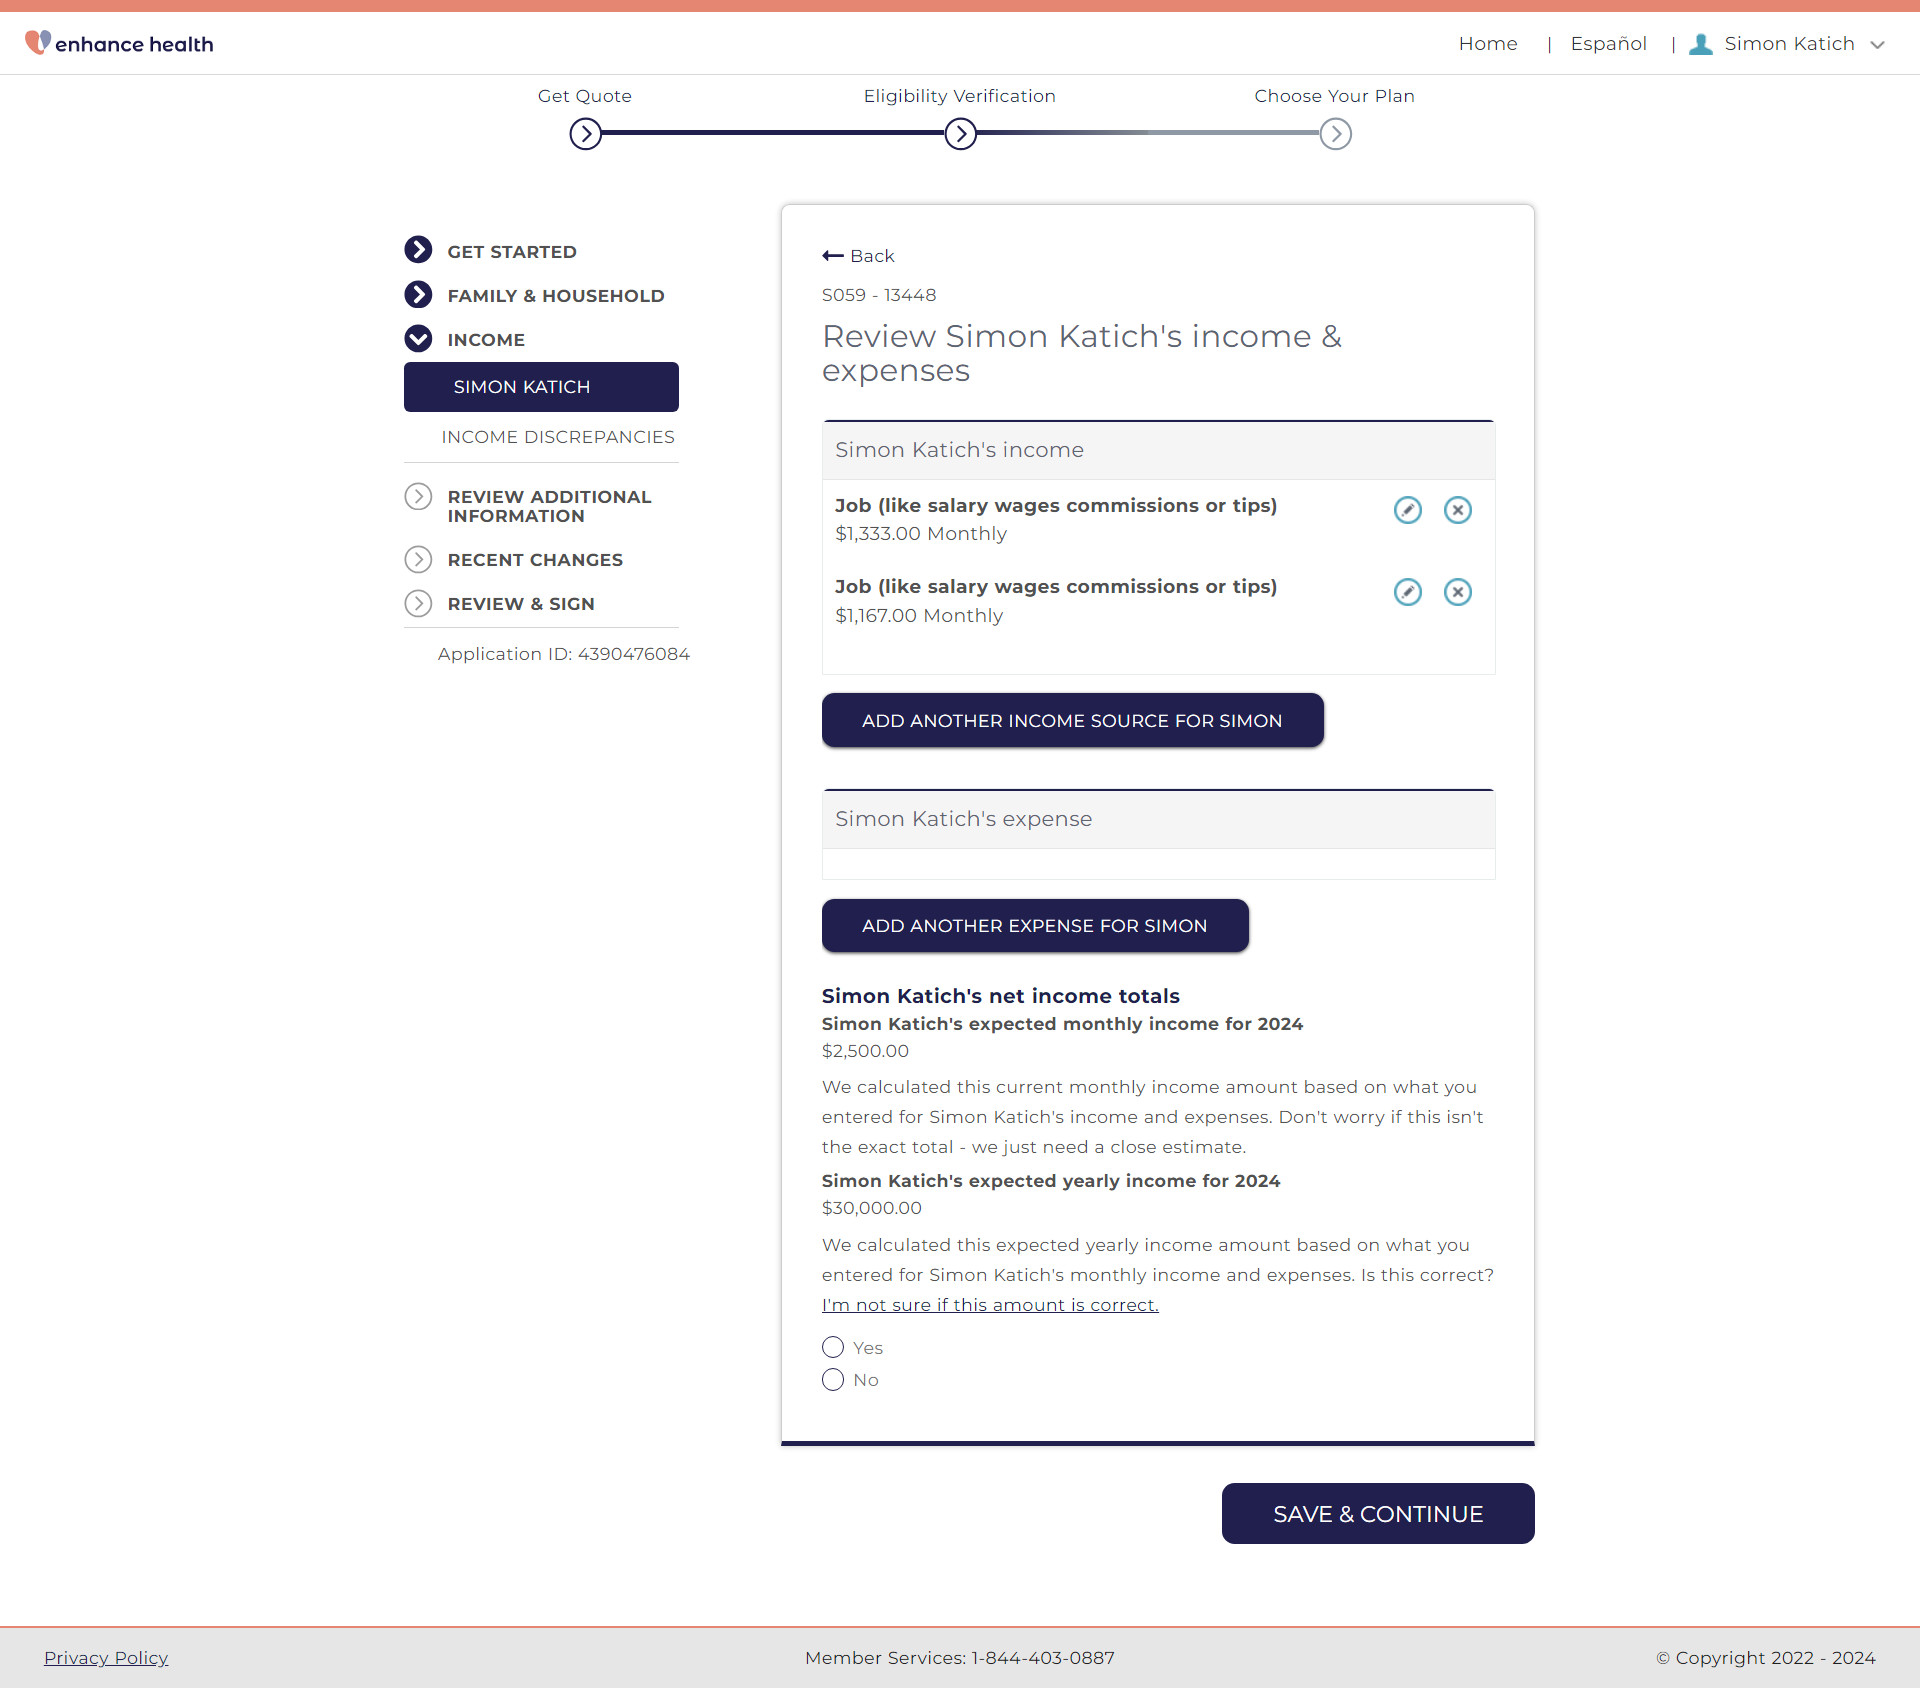 enhance health
Home | Español | Simon Katich
Get Quote
Eligibility Verification
Choose Your Plan
GET STARTED
FAMILY & HOUSEHOLD
INCOME
SIMON KATICH
INCOME DISCREPANCIES
REVIEW ADDITIONAL
INFORMATION
RECENT CHANGES
REVIEW & SIGN
Application ID: 4390476084
Back
S059 - 13448
Review Simon Katich's income &
expenses
Simon Katich's income
Job (like salary wages commissions or tips)
$1,333.00 Monthly
Job (like salary wages commissions or tips)
$1,167.00 Monthly
ADD ANOTHER INCOME SOURCE FOR SIMON
Simon Katich's expense
ADD ANOTHER EXPENSE FOR SIMON
Simon Katich's net income totals
Simon Katich's expected monthly income for 2024
$2,500.00
We calculated this current monthly income amount based on what you
entered for Simon Katich's income and expenses. Don't worry if this isn't
the exact total - we just need a close estimate.
Simon Katich's expected yearly income for 2024
$30,000.00
We calculated this expected yearly income amount based on what you
entered for Simon Katich's monthly income and expenses. Is this correct?
I'm not sure if this amount is correct.
Yes
No
SAVE & CONTINUE
Privacy Policy
Member Services: 1-844-403-0887
© Copyright 2022 - 2024